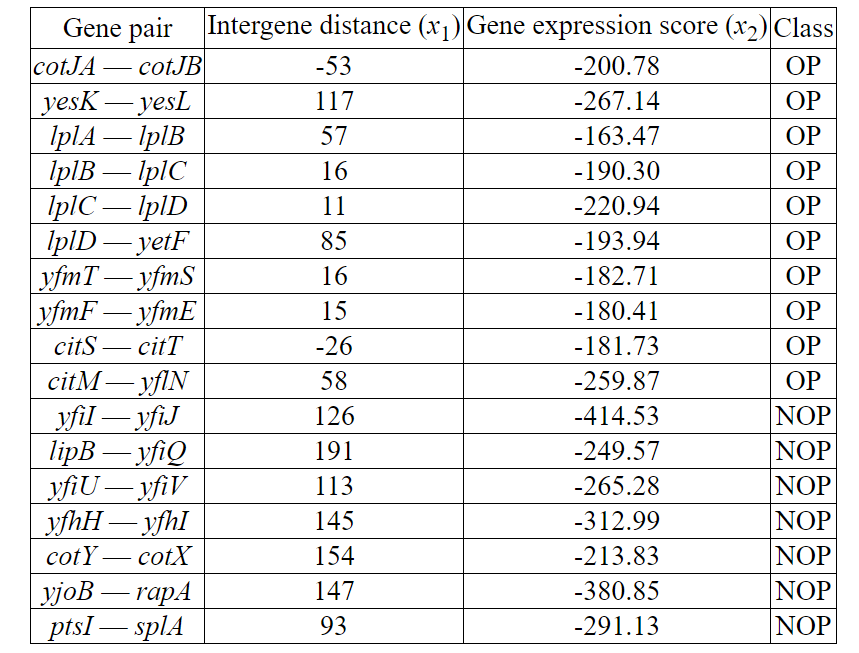 Gene pair Intergene distance (x₁) Gene expression score (x₂) Class
cotJA — cotJB -53 -200.78 OP
yesK — yesL 117 -267.14 OP
lplA — lplB 57 -163.47 OP
lplB — lplC 16 -190.30 OP
lplC — lplD 11 -220.94 OP
lplD — yetF 85 -193.94 OP
yfmT — yfmS 16 -182.71 OP
yfmF — yfmE 15 -180.41 OP
citS — citT -26 -181.73 OP
citM — yflN 58 -259.87 OP
yfiI — yfiJ 126 -414.53 NOP
lipB — yfiQ 191 -249.57 NOP
yfiU — yfiV 113 -265.28 NOP
yfhH — yfhI 145 -312.99 NOP
cotY — cotX 154 -213.83 NOP
yjoB — rapA 147 -380.85 NOP
ptsI — splA 93 -291.13 NOP